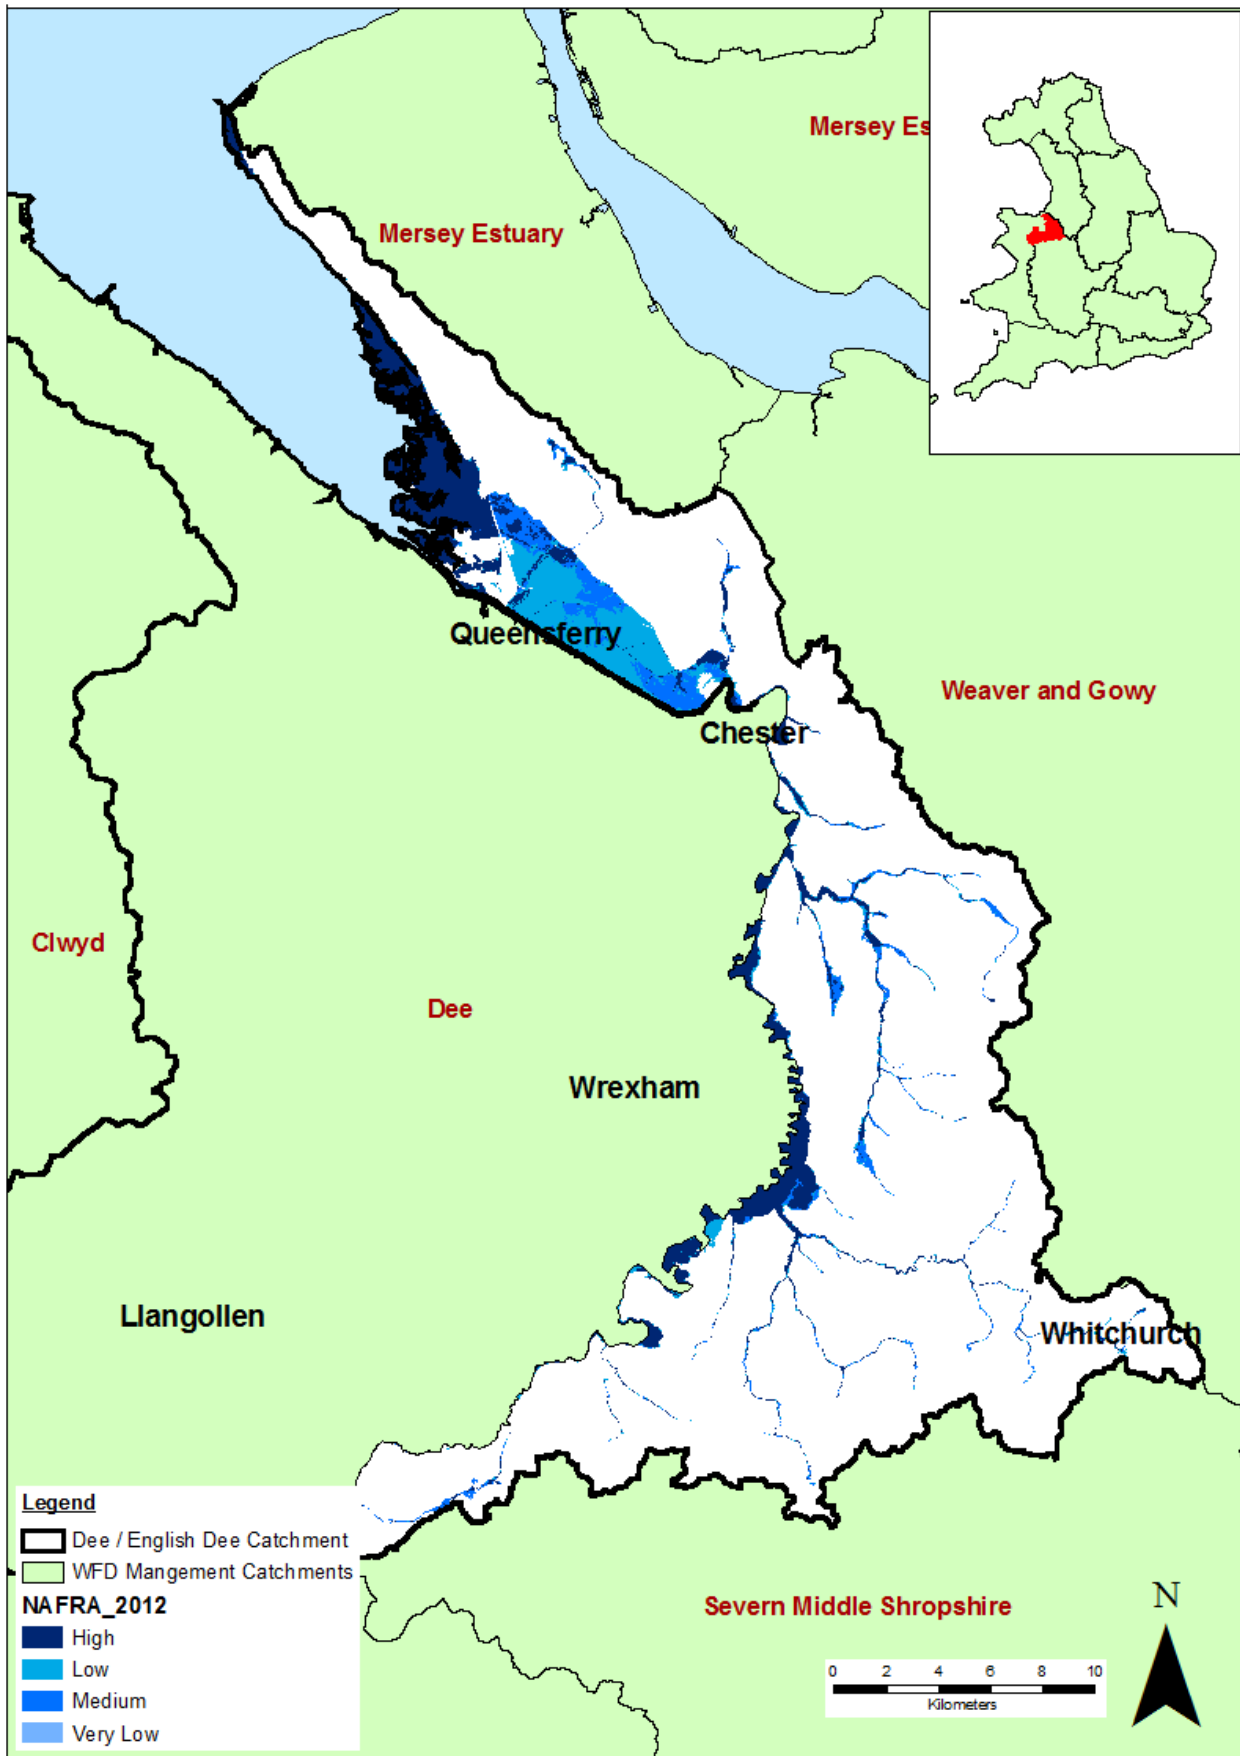 Mersey Es
Mersey Estuary
Queensferry
Weaver and Gowy
Chester
Clwyd
Dee
Wrexham
Llangollen
Whitchurch
Legend
Dee / English Dee Catchment
WFD Mangement Catchments
NAFRA_2012
High
Low
Medium
Very Low
Severn Middle Shropshire
N
0 2 4 6 8 10
Kilometers